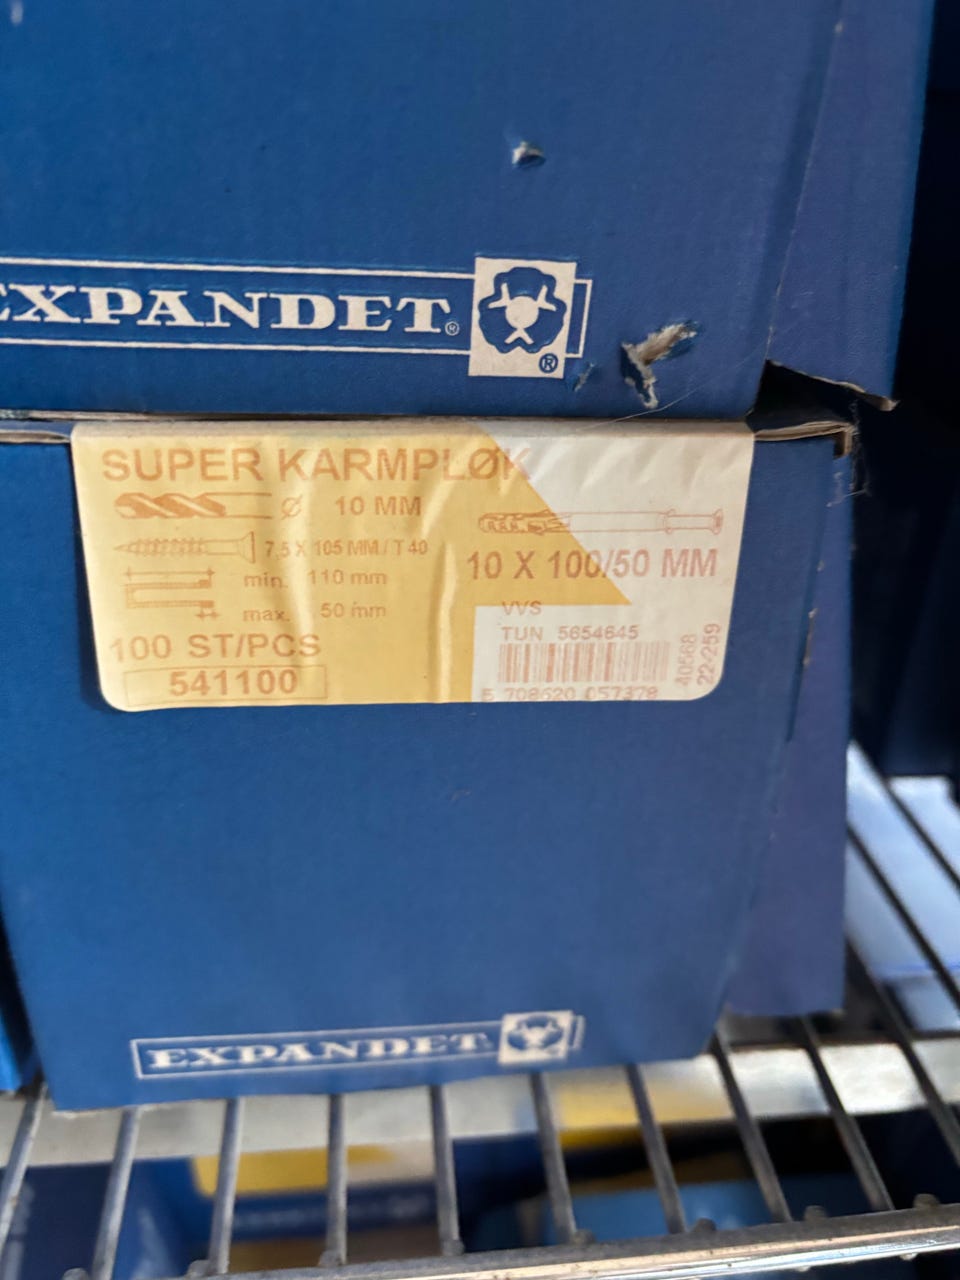 EXPANDET®
®
SUPER KARMPLØK
Ø 10 MM
7,5 X 105 MM / T 40
min. 110 mm
max. 50 mm
100 ST/PCS
541100
10 X 100/50 MM
VVS
TUN 5654645
5 708620 057378
40568
22-259
EXPANDET